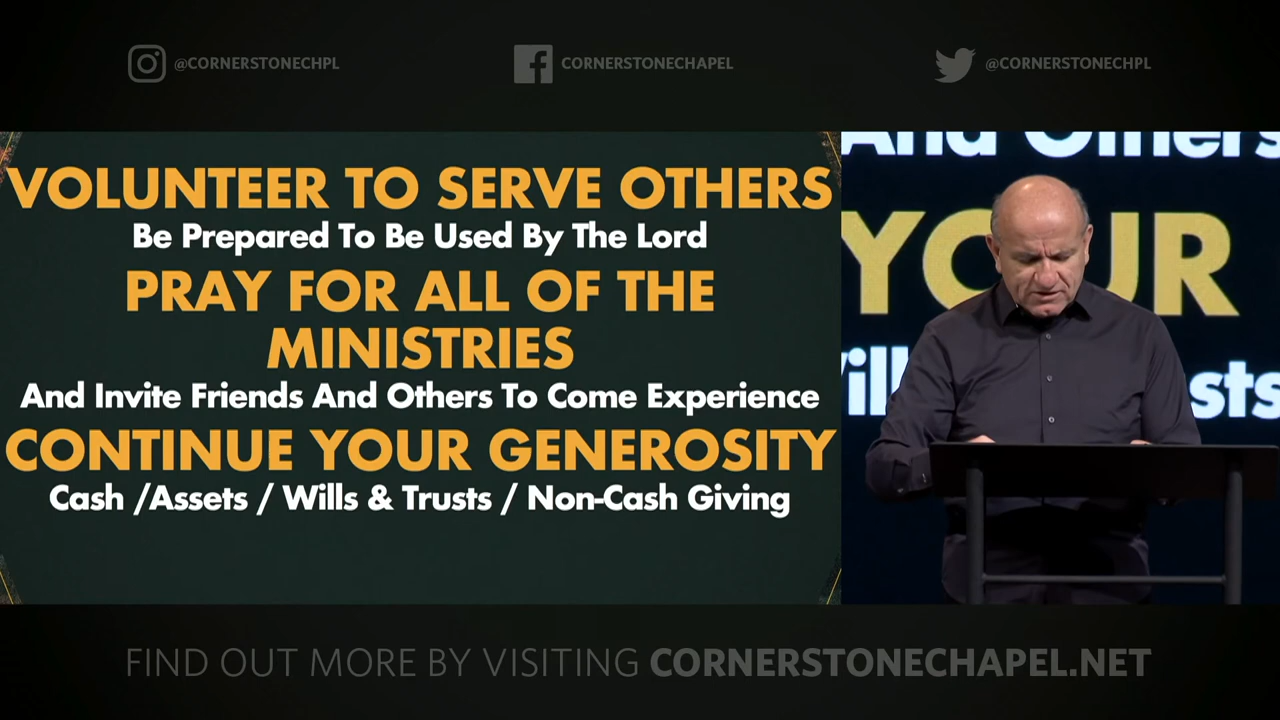 @CORNERSTONECHPL
CORNERSTONECHAPEL
@CORNERSTONECHPL
VOLUNTEER TO SERVE OTHERS
Be Prepared To Be Used By The Lord
PRAY FOR ALL OF THE
MINISTRIES
And Invite Friends And Others To Come Experience
CONTINUE YOUR GENEROSITY
Cash /Assets / Wills & Trusts / Non-Cash Giving
And Others
YOUR
FIND OUT MORE BY VISITING CORNERSTONECHAPEL.NET